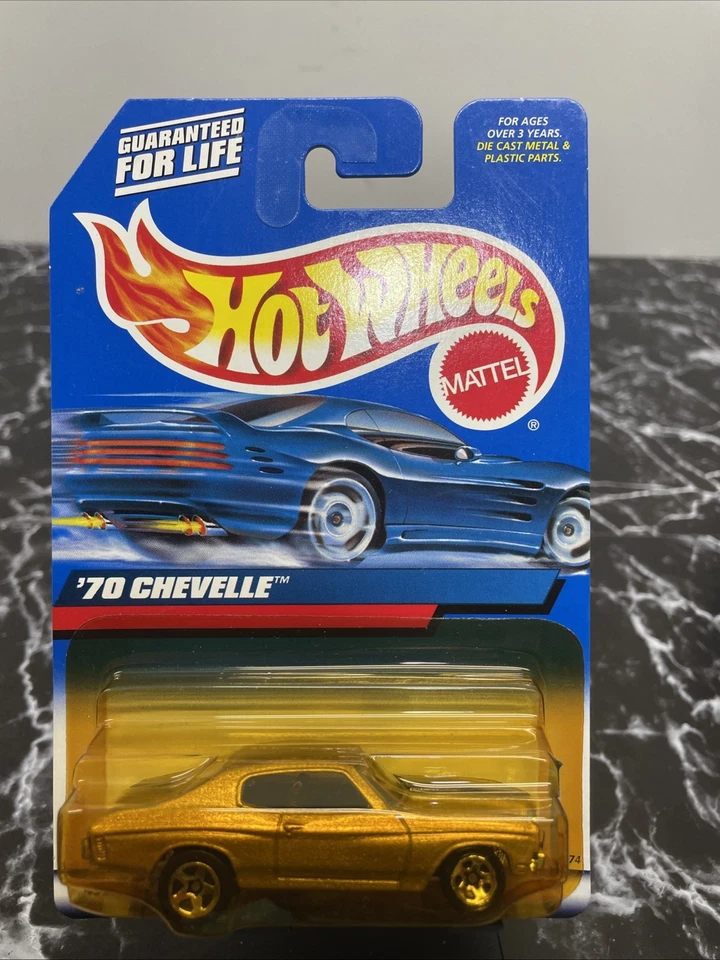 GUARANTEED
FOR LIFE
FOR AGES
OVER 3 YEARS.
DIE CAST METAL &
PLASTIC PARTS.
HOT WHEELS
MATTEL
®
'70 CHEVELLE™
74